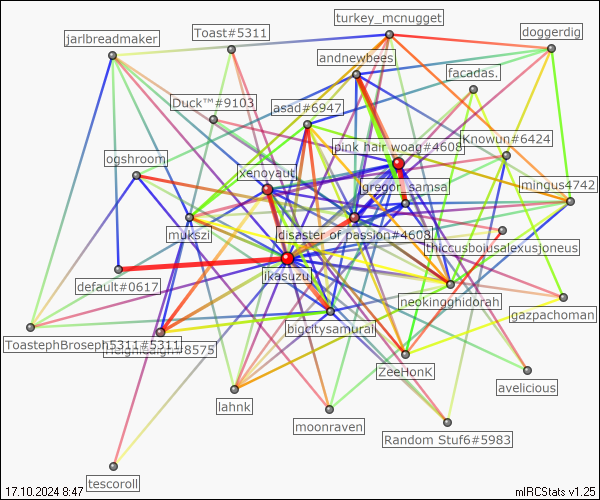 turkey_mcnugget
Toast#5311
doggerdig
jarlbreadmaker
andnewbees
facadas.
Duck™#9103
asad#6947
Knowun#6424
pink hair woag#4608
ogshroom
xenoyaut
gregor_samsa
mingus4742
mukszi
disaster of passion#4608
thiccusboiusalexusjoneus
ikasuzu
default#0617
neokingghidorah
gazpachoman
bigcitysamurai
ToastephBroseph5311#5311
#8575
ZeeHonK
avelicious
lahnk
moonraven
Random Stuf6#5983
tescoroll
17.10.2024 8:47
mIRCStats v1.25